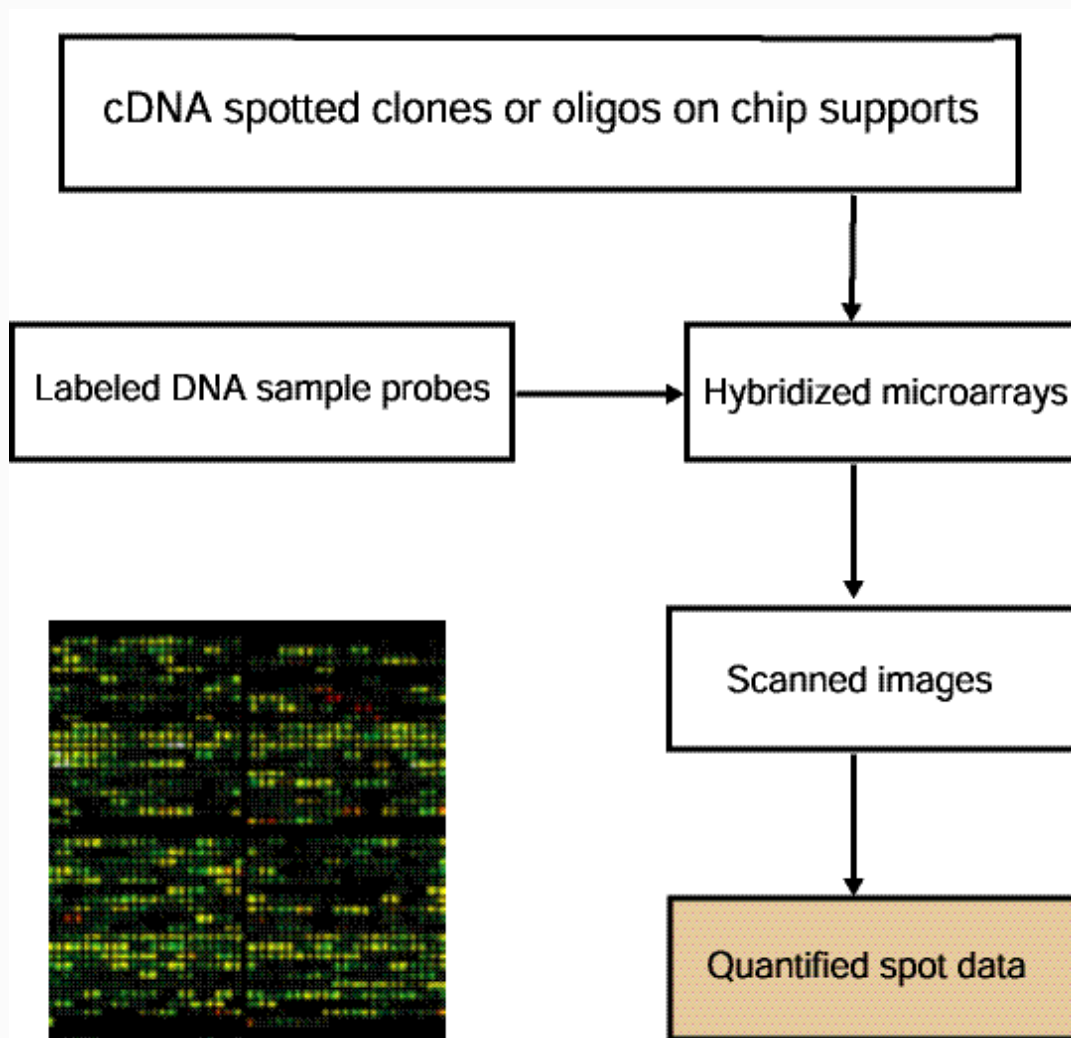 cDNA spotted clones or oligos on chip supports
Labeled DNA sample probes
Hybridized microarrays
Scanned images
Quantified spot data